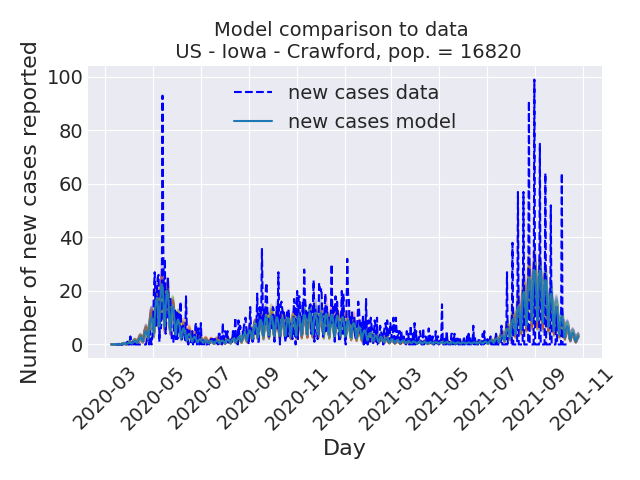 Model comparison to data
US - Iowa - Crawford, pop. = 16820
Number of new cases reported
100
80
60
40
20
0
new cases data
new cases model
2020-03
2020-05
2020-07
2020-09
2020-11
2021-01
2021-03
2021-05
2021-07
2021-09
2021-11
Day